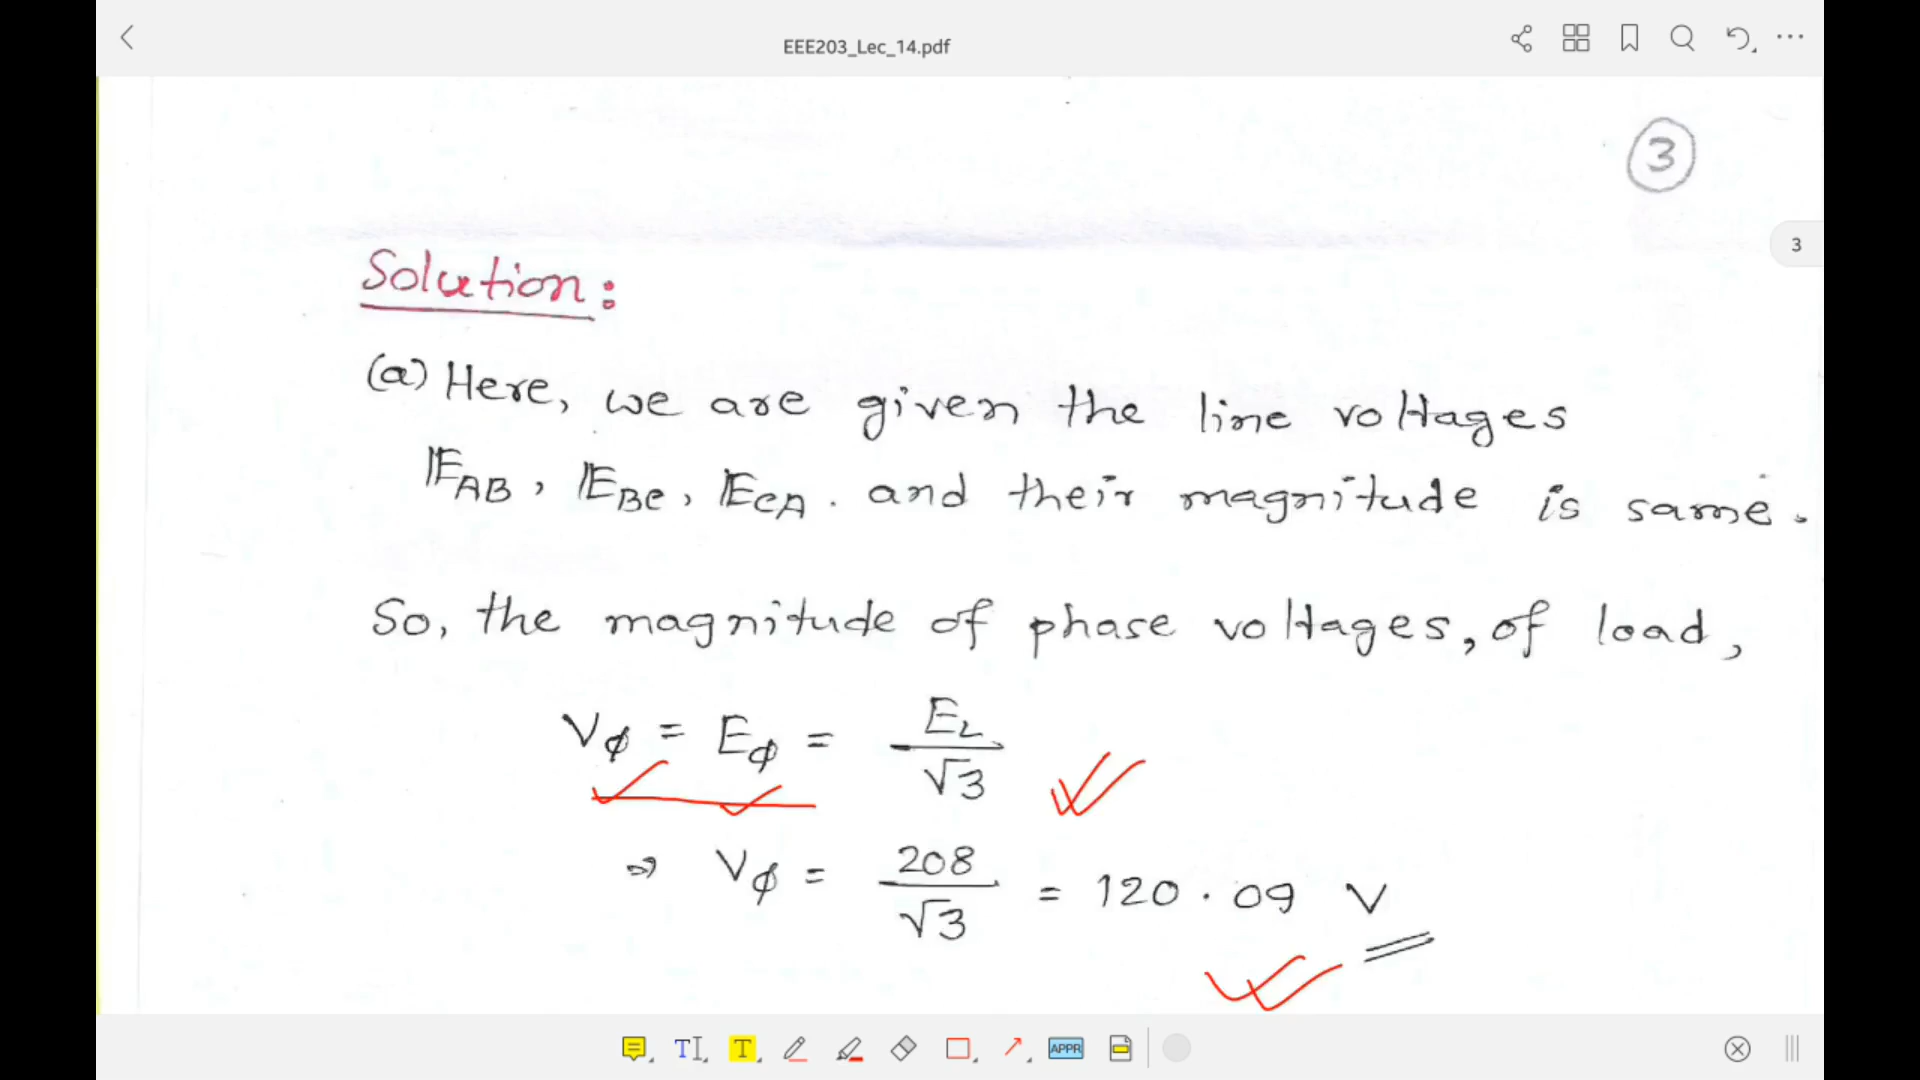 EEE203_Lec_14.pdf
3
3
Solution:
(a) Here, we are given the line voltages
EAB, EBC, ECA. and their magnitude is same.
So, the magnitude of phase voltages, of load,
Vϕ = Eϕ = EL / √3
⇒ Vϕ = 208 / √3 = 120.09 V
TI T APPR